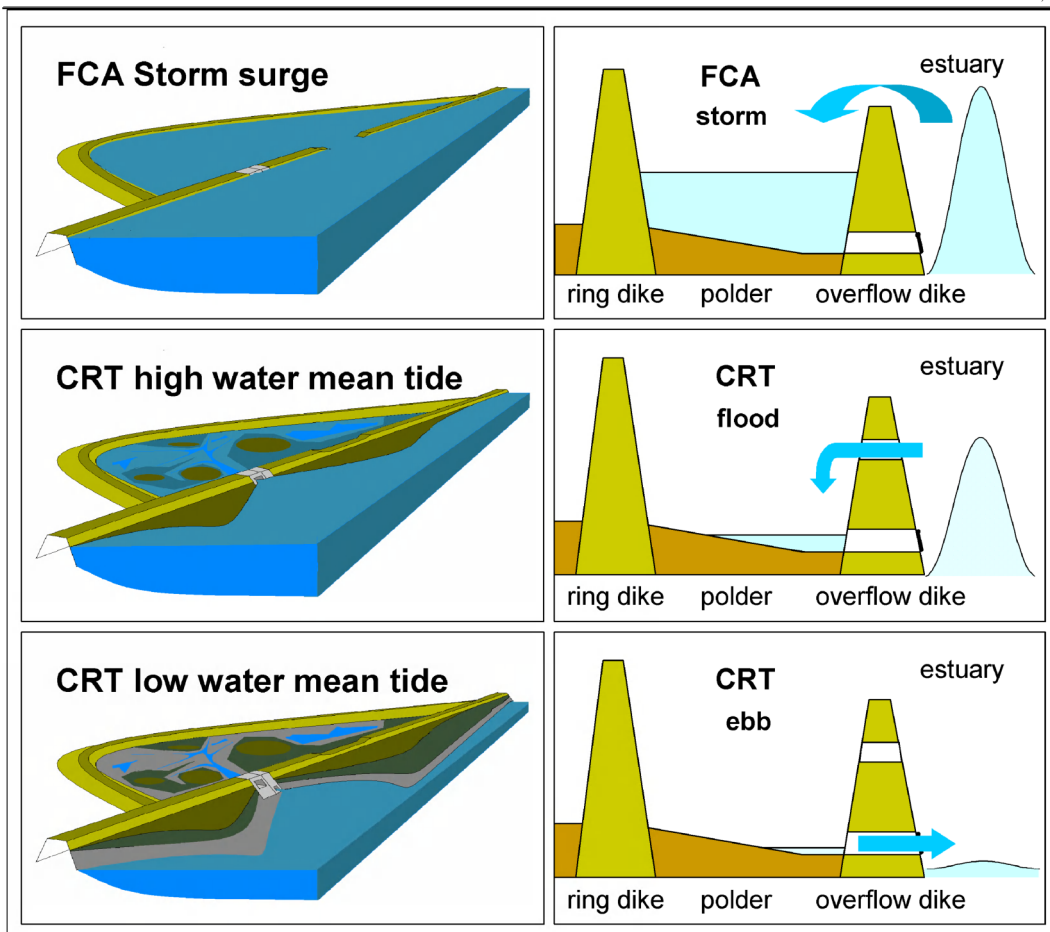 FCA Storm surge
FCA
storm
estuary
ring dike polder overflow dike
CRT high water mean tide
CRT
flood
estuary
ring dike polder overflow dike
CRT low water mean tide
CRT
ebb
estuary
ring dike polder overflow dike